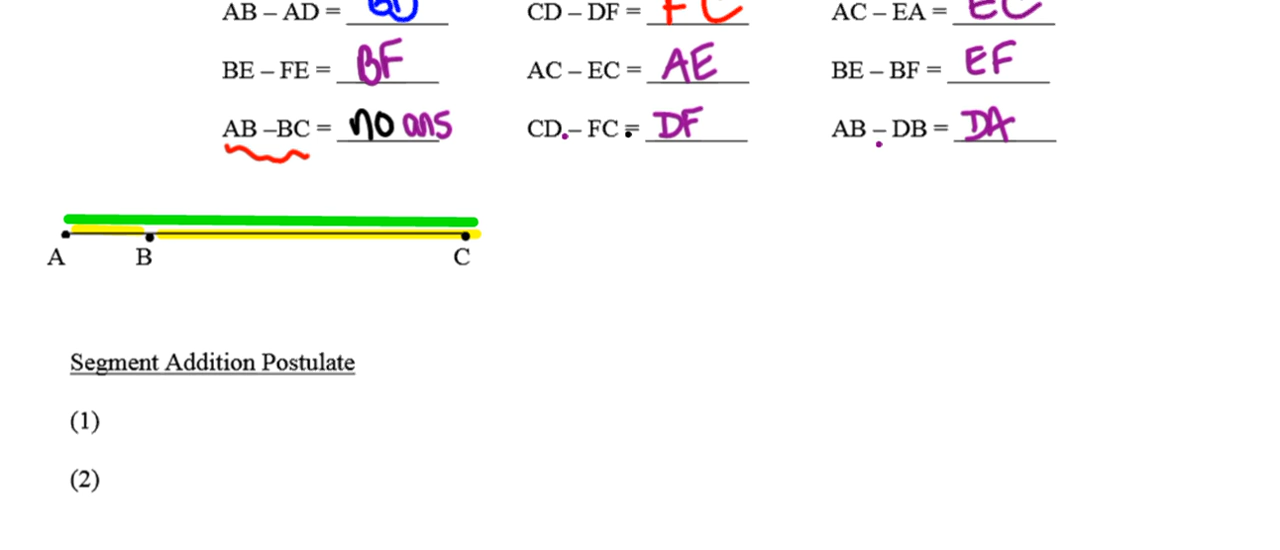 AB – AD = BD CD – DF = FC AC – EA = EC
BE – FE = BF AC – EC = AE BE – BF = EF
AB –BC = no ans CD – FC = DF AB – DB = DA
A B C
Segment Addition Postulate
(1)
(2)